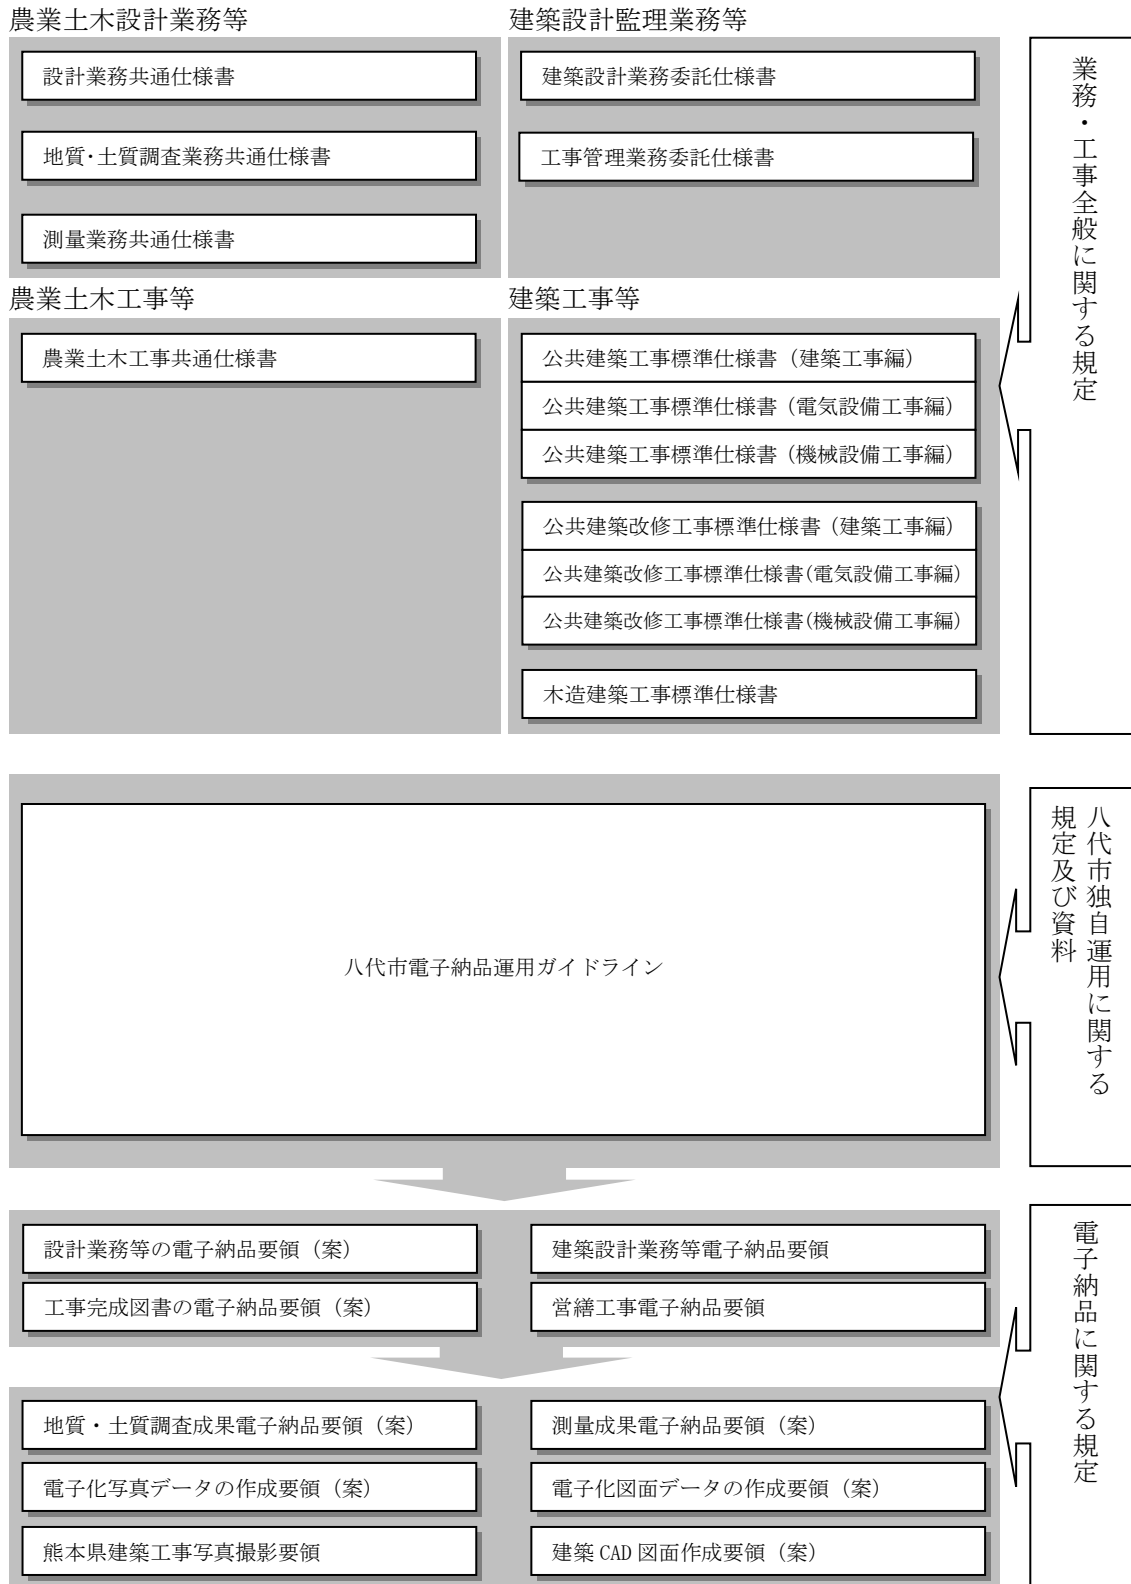 農業土木設計業務等
設計業務共通仕様書
地質･土質調査業務共通仕様書
測量業務共通仕様書
建築設計監理業務等
建築設計業務委託仕様書
工事管理業務委託仕様書
農業土木工事等
農業土木工事共通仕様書
建築工事等
公共建築工事標準仕様書（建築工事編）
公共建築工事標準仕様書（電気設備工事編）
公共建築工事標準仕様書（機械設備工事編）
公共建築改修工事標準仕様書（建築工事編）
公共建築改修工事標準仕様書(電気設備工事編)
公共建築改修工事標準仕様書(機械設備工事編)
木造建築工事標準仕様書
業務・工事全般に関する規定
八代市電子納品運用ガイドライン
八代市独自運用に関する
規定及び資料
設計業務等の電子納品要領（案）
建築設計業務等電子納品要領
工事完成図書の電子納品要領（案）
営繕工事電子納品要領
地質・土質調査成果電子納品要領（案）
測量成果電子納品要領（案）
電子化写真データの作成要領（案）
電子化図面データの作成要領（案）
熊本県建築工事写真撮影要領
建築 CAD 図面作成要領（案）
電子納品に関する規定